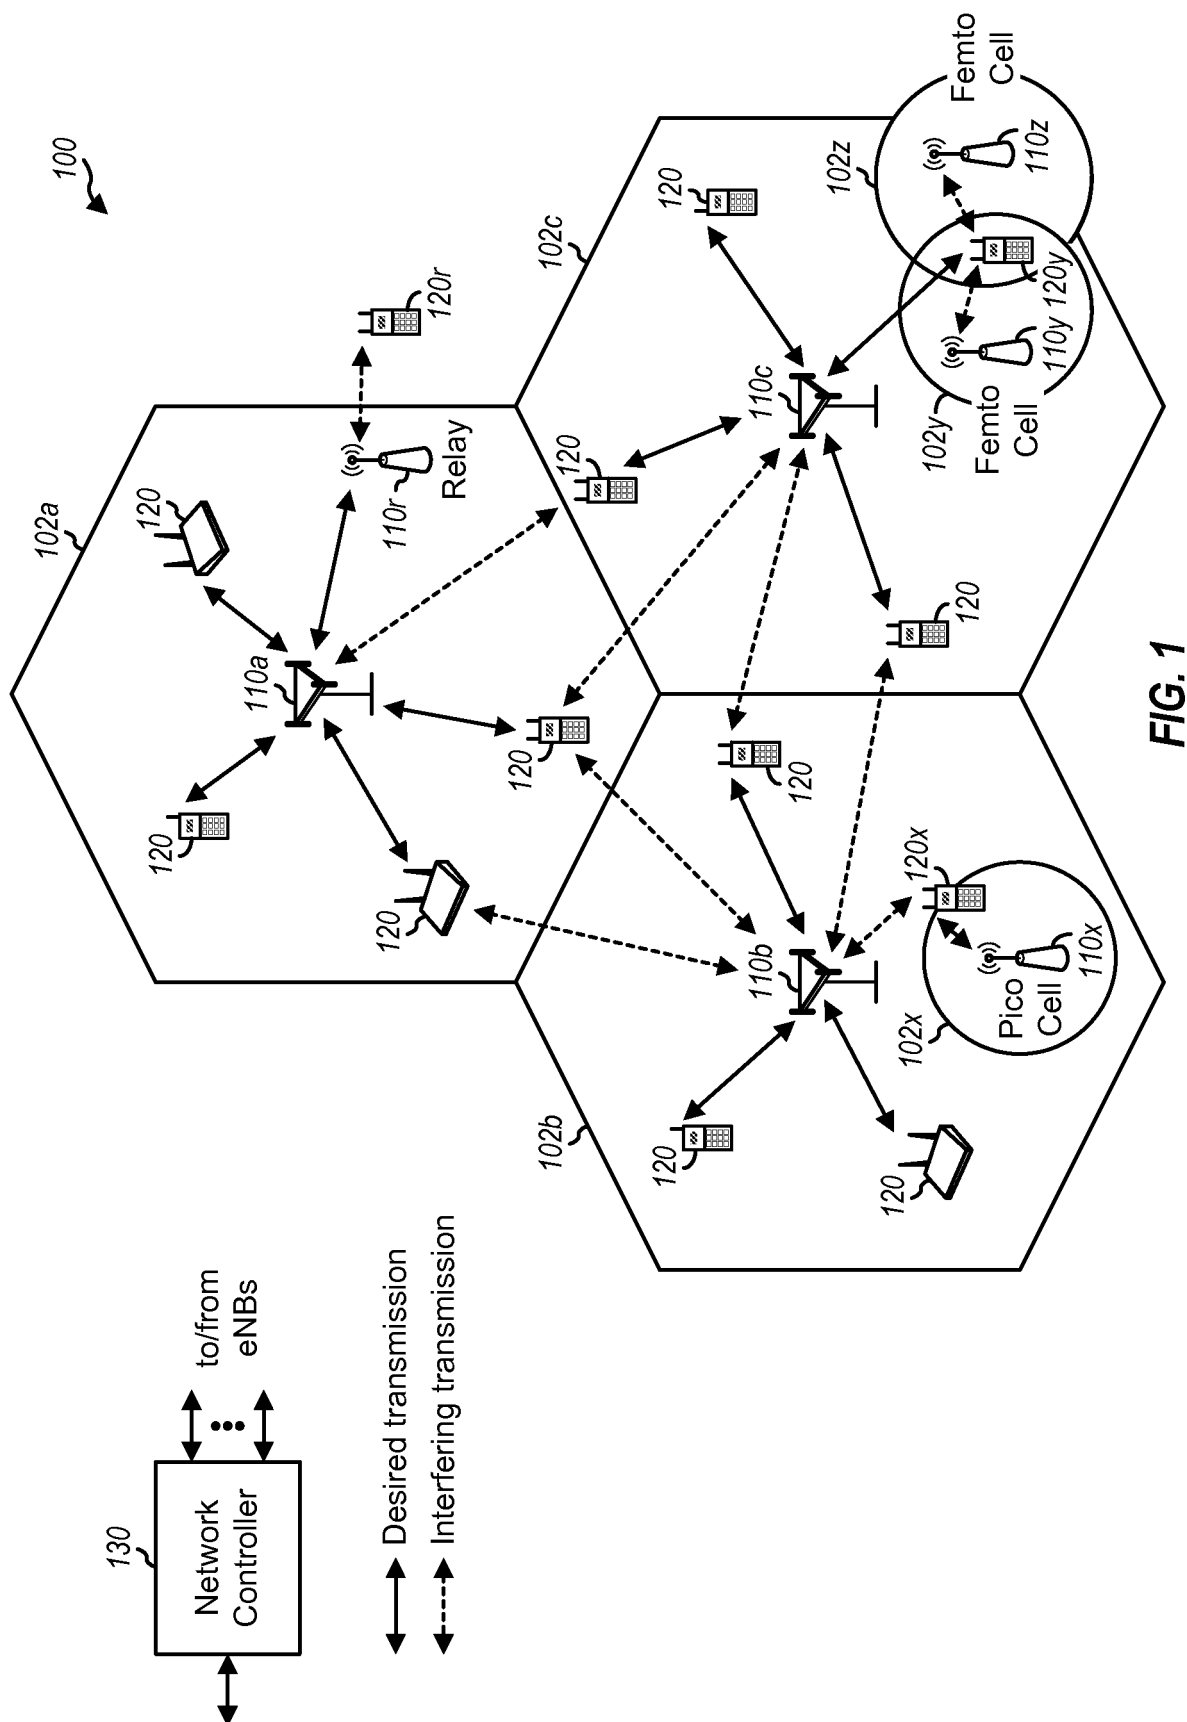 100
130
Network
Controller
to/from
eNBs
Desired transmission
Interfering transmission
102a
120
120
110a
120
110r
Relay
120r
120
120
102b
120
110b
120
120
120x
102x
Pico
Cell
110x
102c
120
110c
120
102y
Femto
Cell
110y
120y
102z
110z
Femto
Cell
FIG. 1